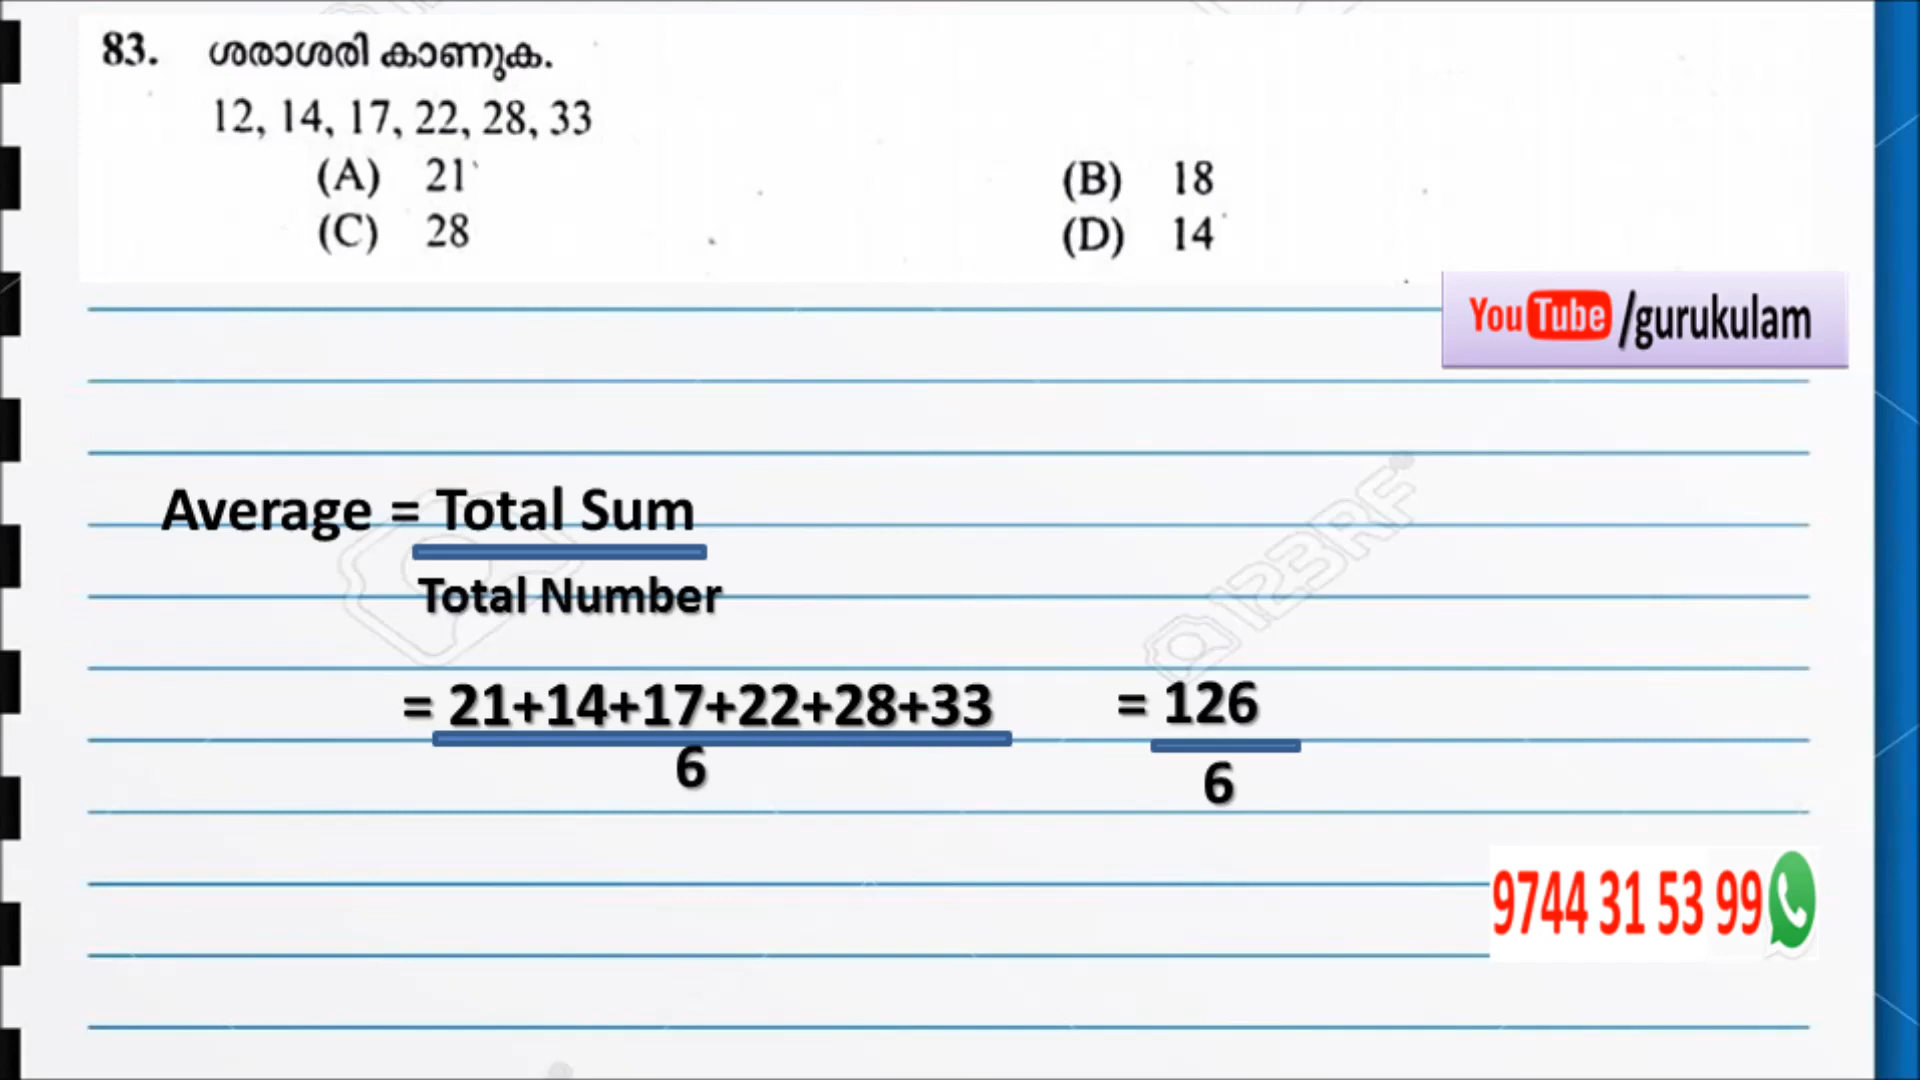 83. ശരാശരി കാണുക.
12, 14, 17, 22, 28, 33
(A) 21 (B) 18
(C) 28 (D) 14
YouTube /gurukulam
Average = Total Sum
Total Number
= 21+14+17+22+28+33 = 126
6 6
123RF
9744 31 53 99